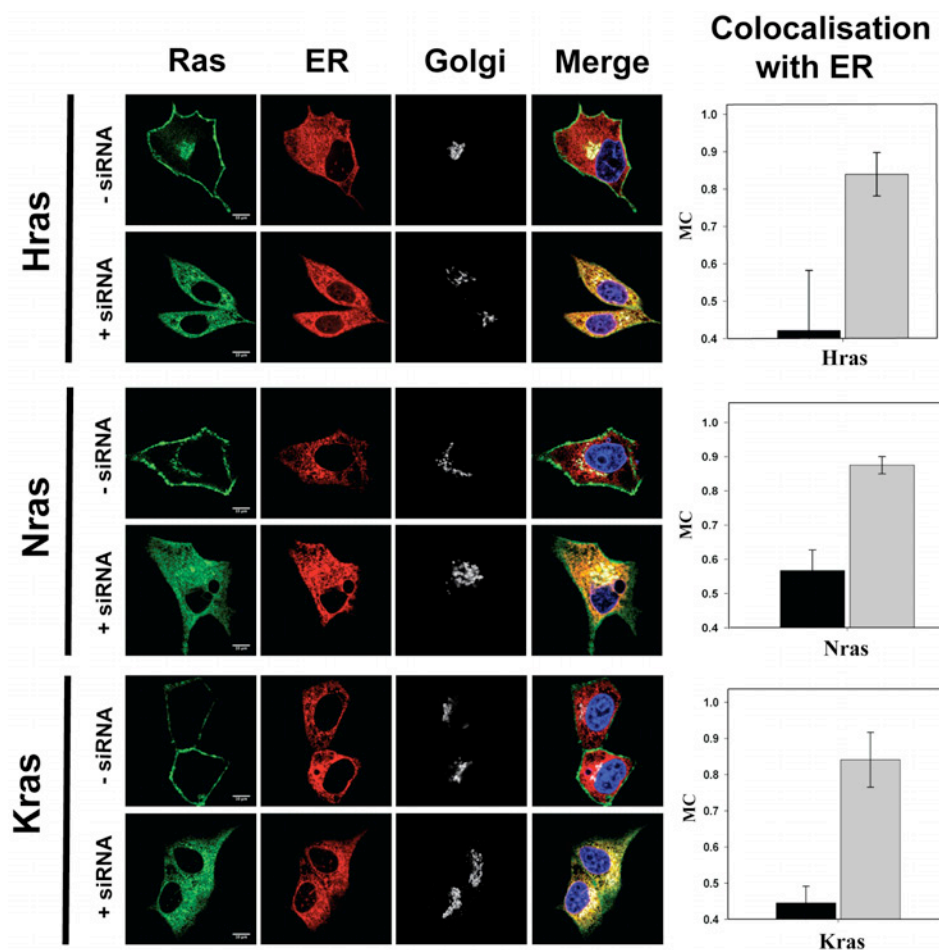 Ras ER Golgi Merge
Colocalisation
with ER
Hras
- siRNA
+ siRNA
MC
1.0
0.9
0.8
0.7
0.6
0.5
0.4
Hras
Nras
- siRNA
+ siRNA
MC
1.0
0.9
0.8
0.7
0.6
0.5
0.4
Nras
Kras
- siRNA
+ siRNA
MC
1.0
0.9
0.8
0.7
0.6
0.5
0.4
Kras